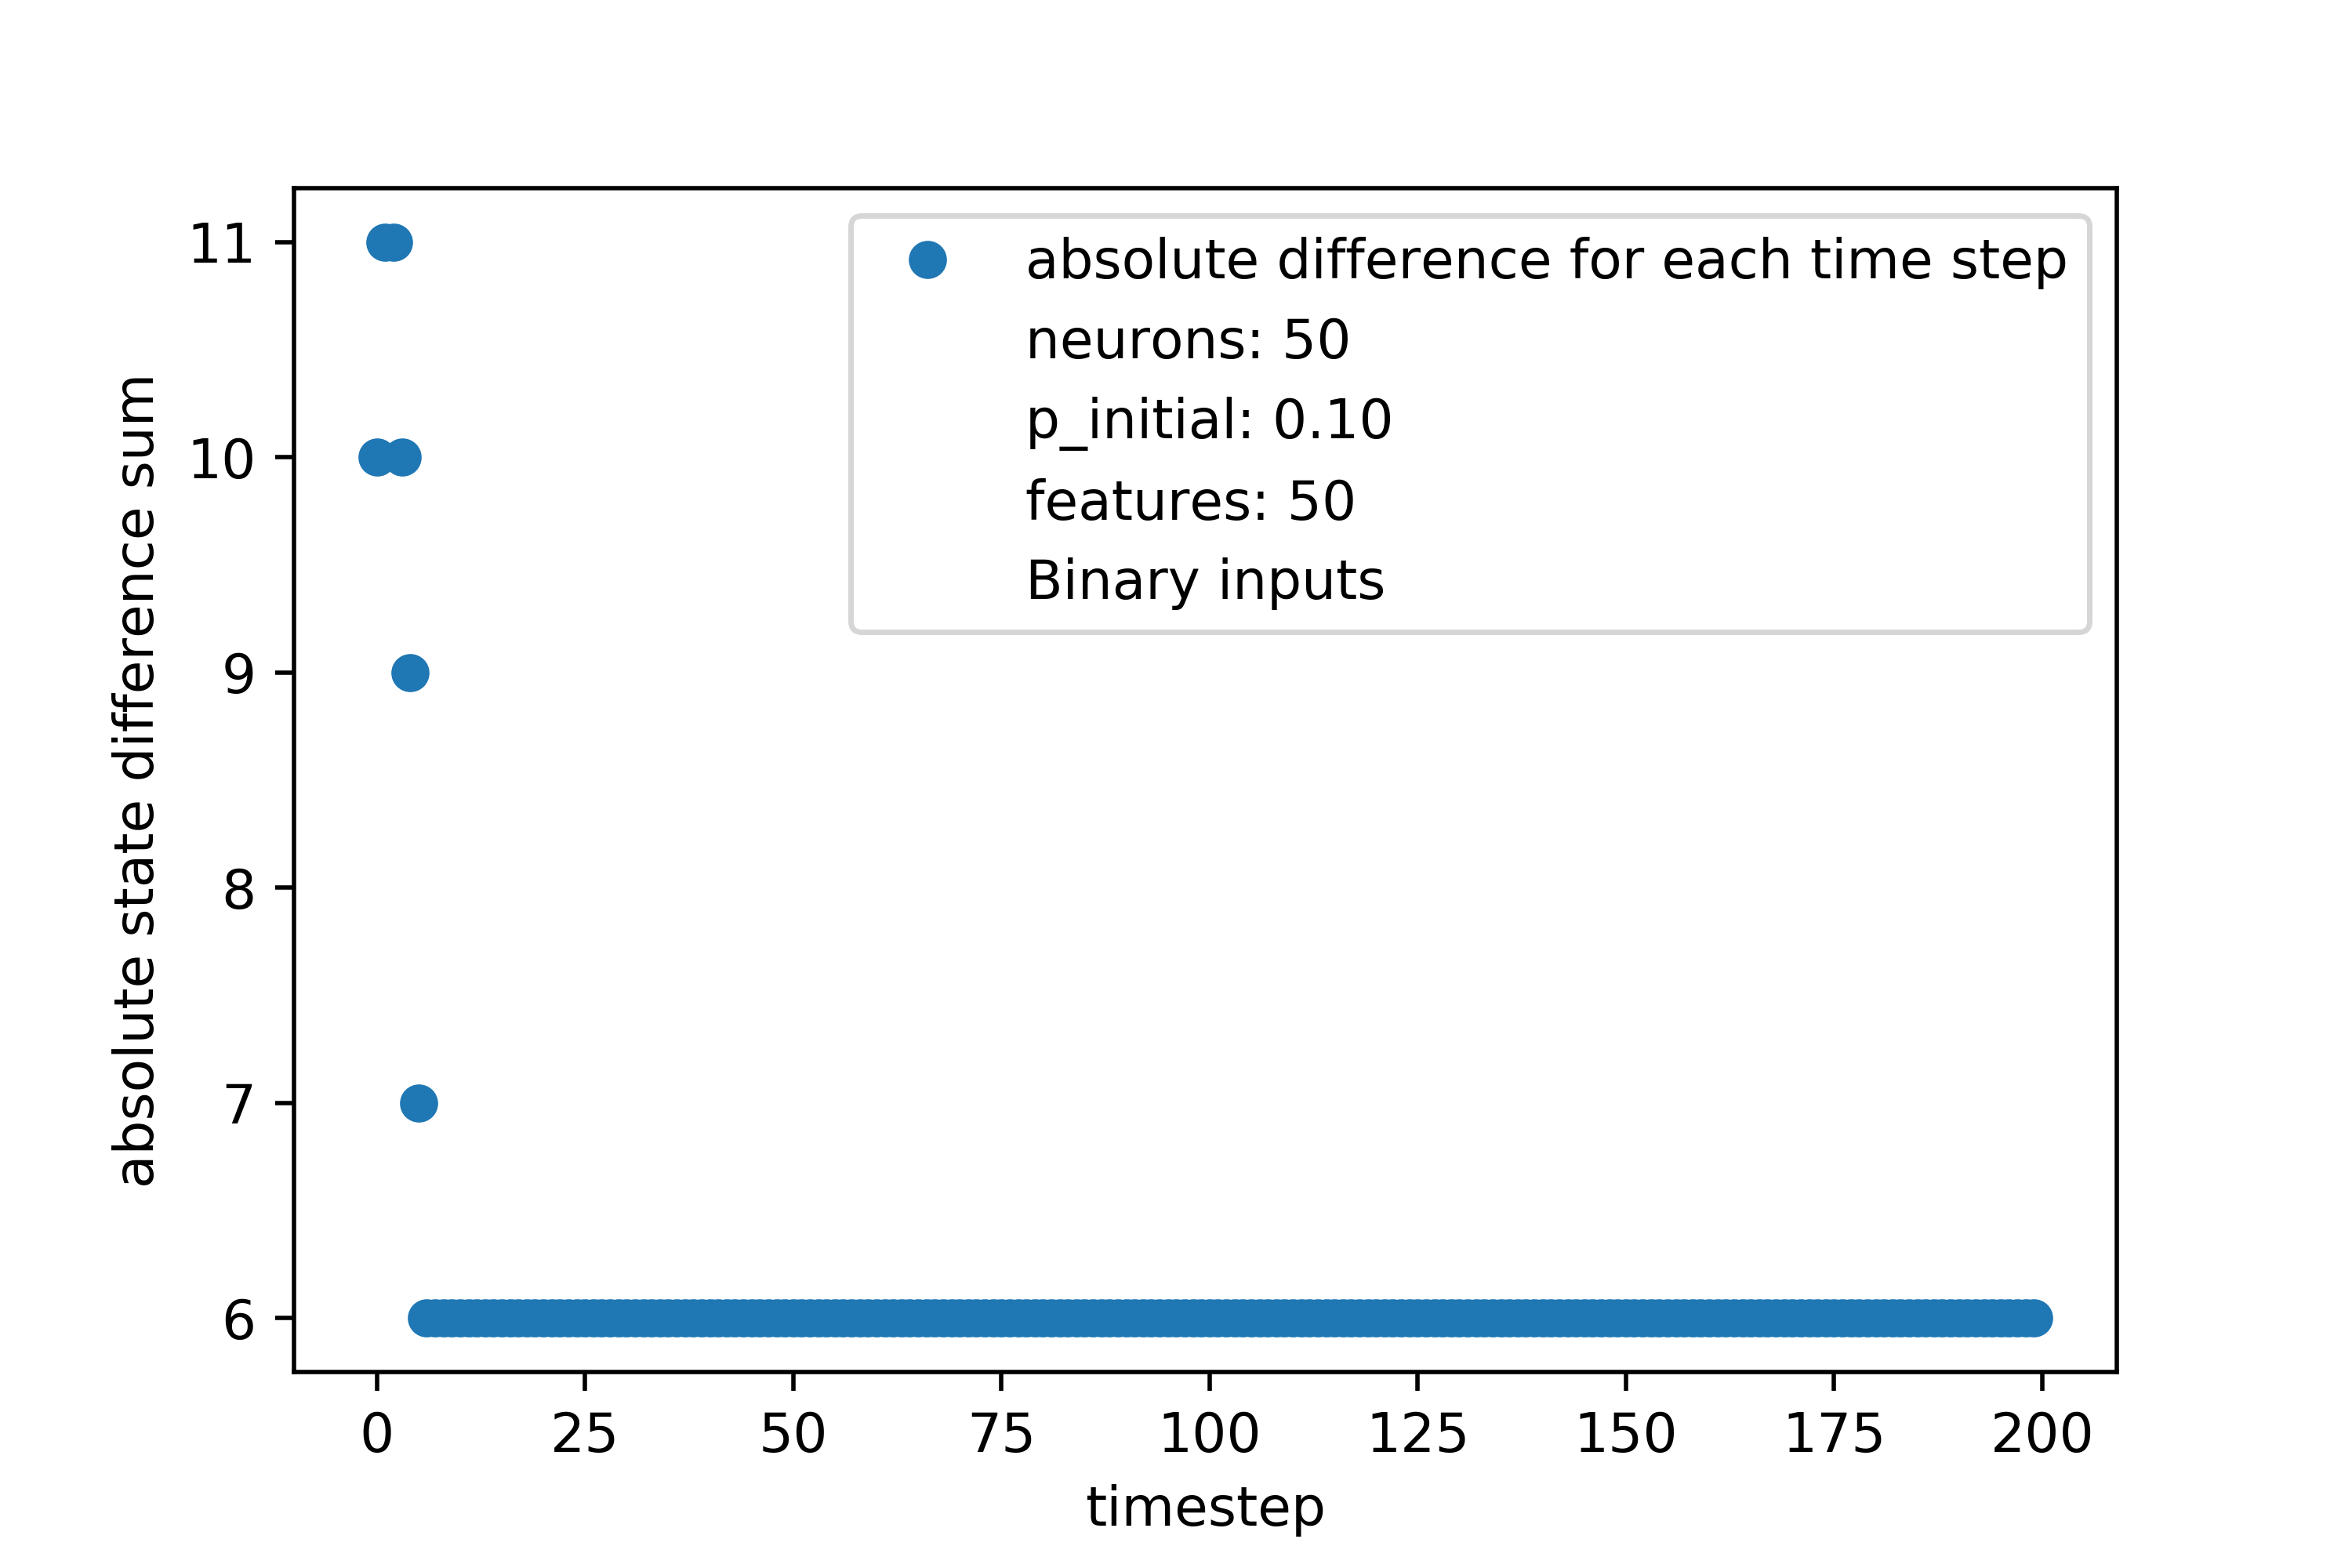 absolute difference for each time step
neurons: 50
p_initial: 0.10
features: 50
Binary inputs
absolute state difference sum
11
10
9
8
7
6
0 25 50 75 100 125 150 175 200
timestep